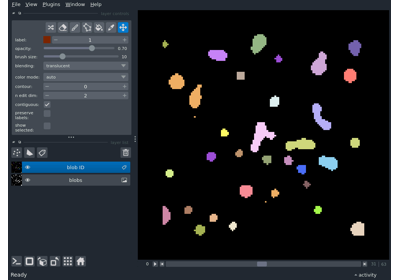 File View Plugins Window Help
label: 1
opacity: 0.70
brush size: 10
blending: translucent
color mode: auto
contour: 0
n edit dim: 2
contiguous:
preserve labels:
show selected:
blob ID
blobs
Ready
activity